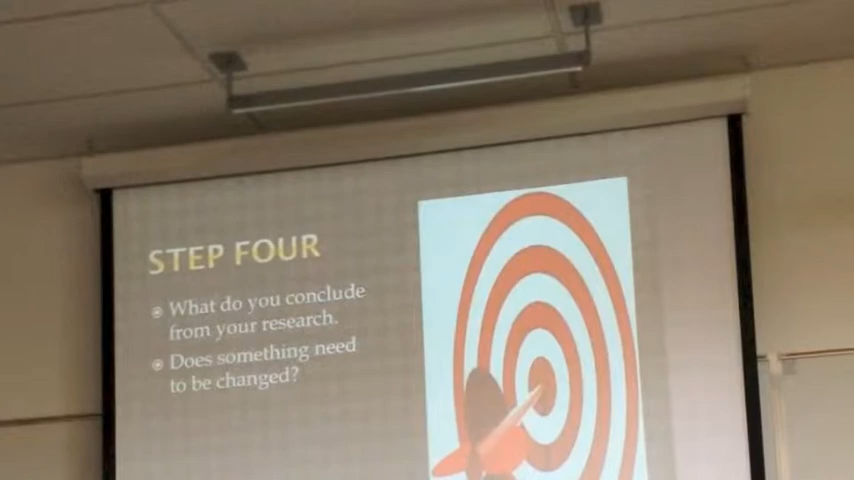 STEP FOUR
What do you conclude
from your research.
Does something need
to be changed?